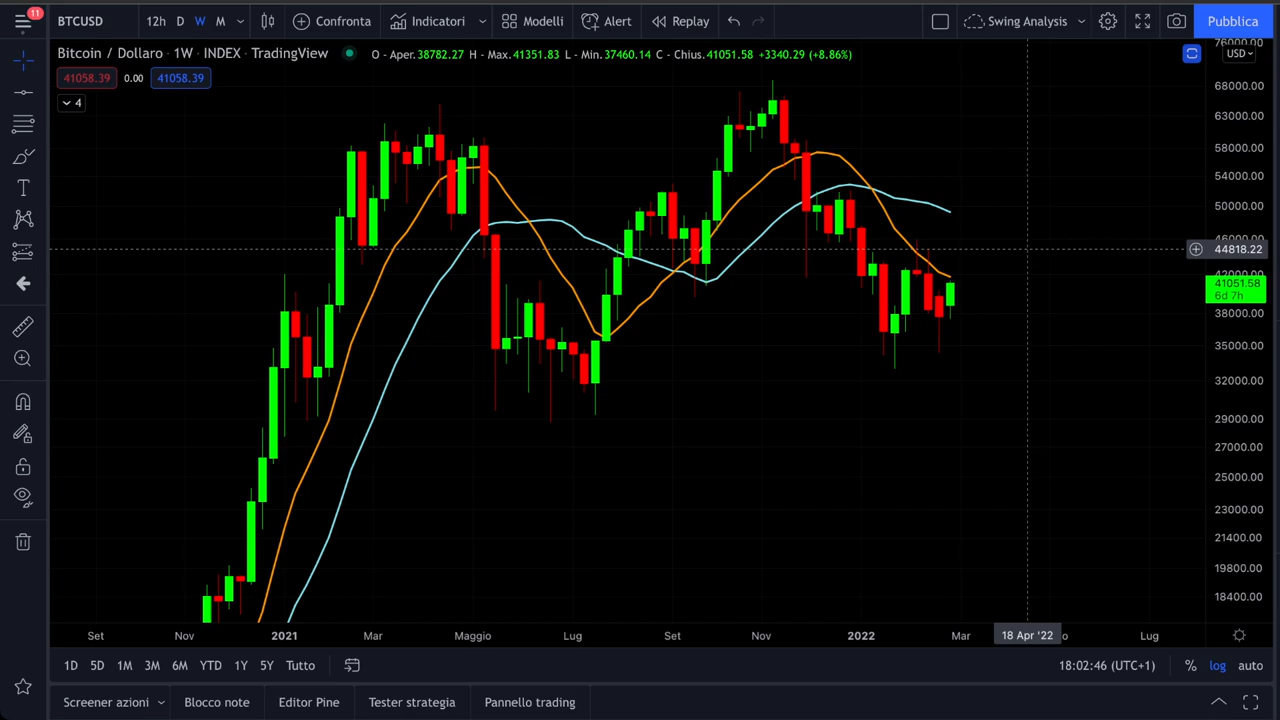 11
BTCUSD 12h D W M Confronta Indicatori Modelli Alert Replay Swing Analysis Pubblica
Bitcoin / Dollaro · 1W · INDEX · TradingView O - Aper.38782.27 H - Max.41351.83 L - Min.37460.14 C - Chius.41051.58 +3340.29 (+8.86%)
USD
41058.39 0.00 41058.39
4
76000.00
68000.00
63000.00
58000.00
54000.00
50000.00
46000.00
44818.22
42000.00
41051.58
6d 7h
38000.00
35000.00
32000.00
29000.00
27000.00
25000.00
23000.00
21400.00
19800.00
18400.00
Set Nov 2021 Mar Maggio Lug Set Nov 2022 Mar 18 Apr '22 Lug
1D 5D 1M 3M 6M YTD 1Y 5Y Tutto 18:02:46 (UTC+1) % log auto
Screener azioni Blocco note Editor Pine Tester strategia Pannello trading